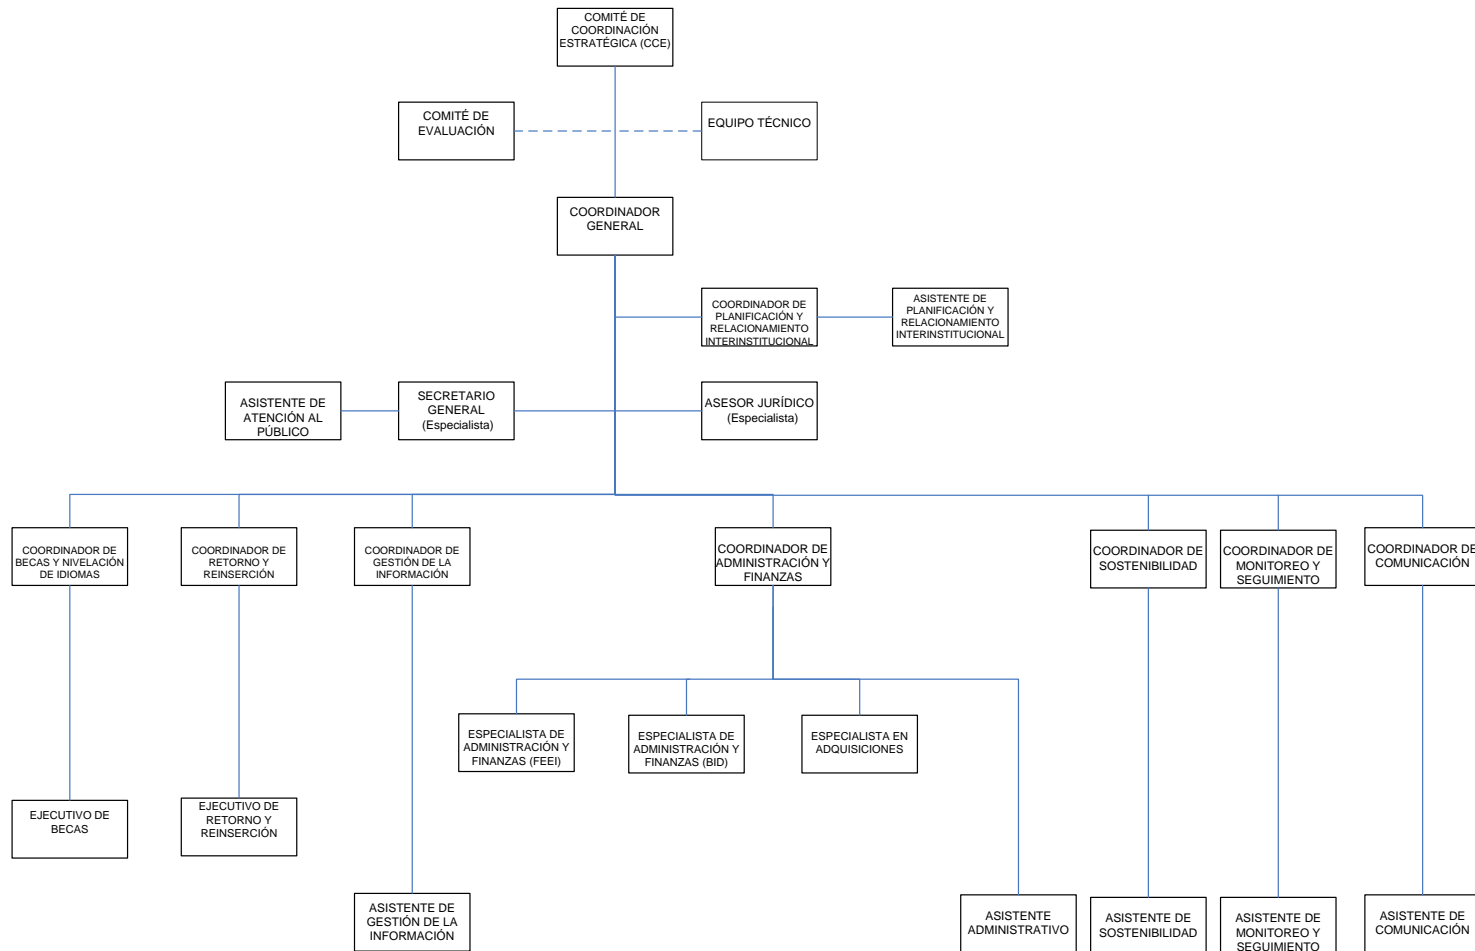 COMITÉ DE
COORDINACIÓN
ESTRATÉGICA (CCE)
COMITÉ DE
EVALUACIÓN
EQUIPO TÉCNICO
COORDINADOR
GENERAL
COORDINADOR DE
PLANIFICACIÓN Y
RELACIONAMIENTO
INTERINSTITUCIONAL
ASISTENTE DE
PLANIFICACIÓN Y
RELACIONAMIENTO
INTERINSTITUCIONAL
ASISTENTE DE
ATENCIÓN AL
PÚBLICO
SECRETARIO
GENERAL
(Especialista)
ASESOR JURÍDICO
(Especialista)
COORDINADOR DE
BECAS Y NIVELACIÓN
DE IDIOMAS
COORDINADOR DE
RETORNO Y
REINSERCIÓN
COORDINADOR DE
GESTIÓN DE LA
INFORMACIÓN
COORDINADOR DE
ADMINISTRACIÓN Y
FINANZAS
COORDINADOR DE
SOSTENIBILIDAD
COORDINADOR DE
MONITOREO Y
SEGUIMIENTO
COORDINADOR DE
COMUNICACIÓN
ESPECIALISTA DE
ADMINISTRACIÓN Y
FINANZAS (FEEI)
ESPECIALISTA DE
ADMINISTRACIÓN Y
FINANZAS (BID)
ESPECIALISTA EN
ADQUISICIONES
EJECUTIVO DE
BECAS
EJECUTIVO DE
RETORNO Y
REINSERCIÓN
ASISTENTE DE
GESTIÓN DE LA
INFORMACIÓN
ASISTENTE
ADMINISTRATIVO
ASISTENTE DE
SOSTENIBILIDAD
ASISTENTE DE
MONITOREO Y
SEGUIMIENTO
ASISTENTE DE
COMUNICACIÓN